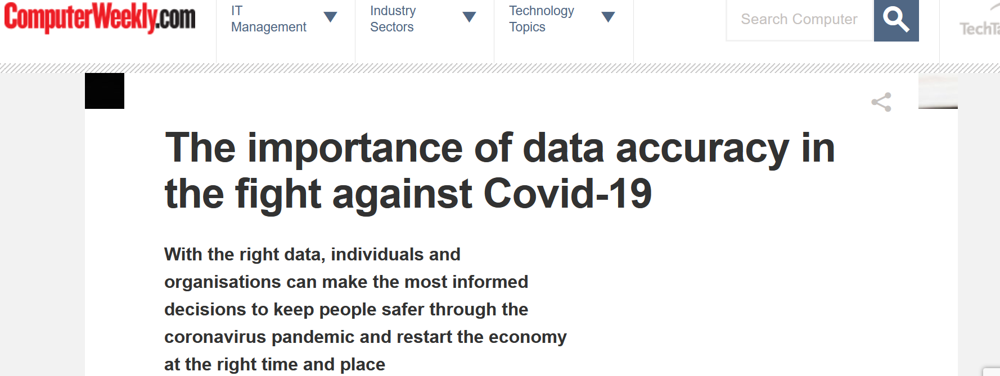 ComputerWeekly.com
IT
Management
Industry
Sectors
Technology
Topics
Search Computer
The importance of data accuracy in
the fight against Covid-19
With the right data, individuals and
organisations can make the most informed
decisions to keep people safer through the
coronavirus pandemic and restart the economy
at the right time and place